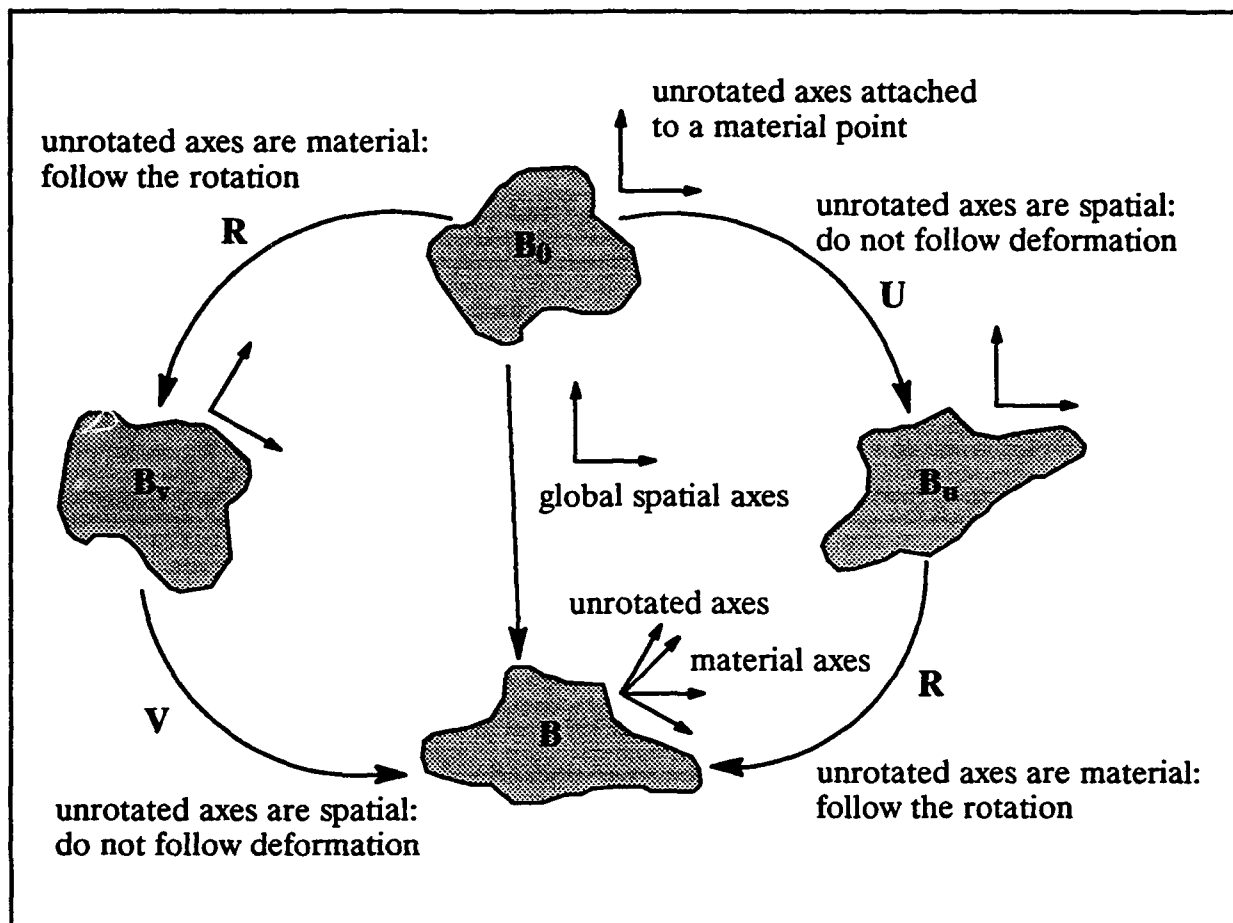 unrotated axes attached
to a material point
unrotated axes are material:
follow the rotation
R
B0
unrotated axes are spatial:
do not follow deformation
U
Bv
Bu
global spatial axes
unrotated axes
material axes
R
V
B
unrotated axes are material:
follow the rotation
unrotated axes are spatial:
do not follow deformation